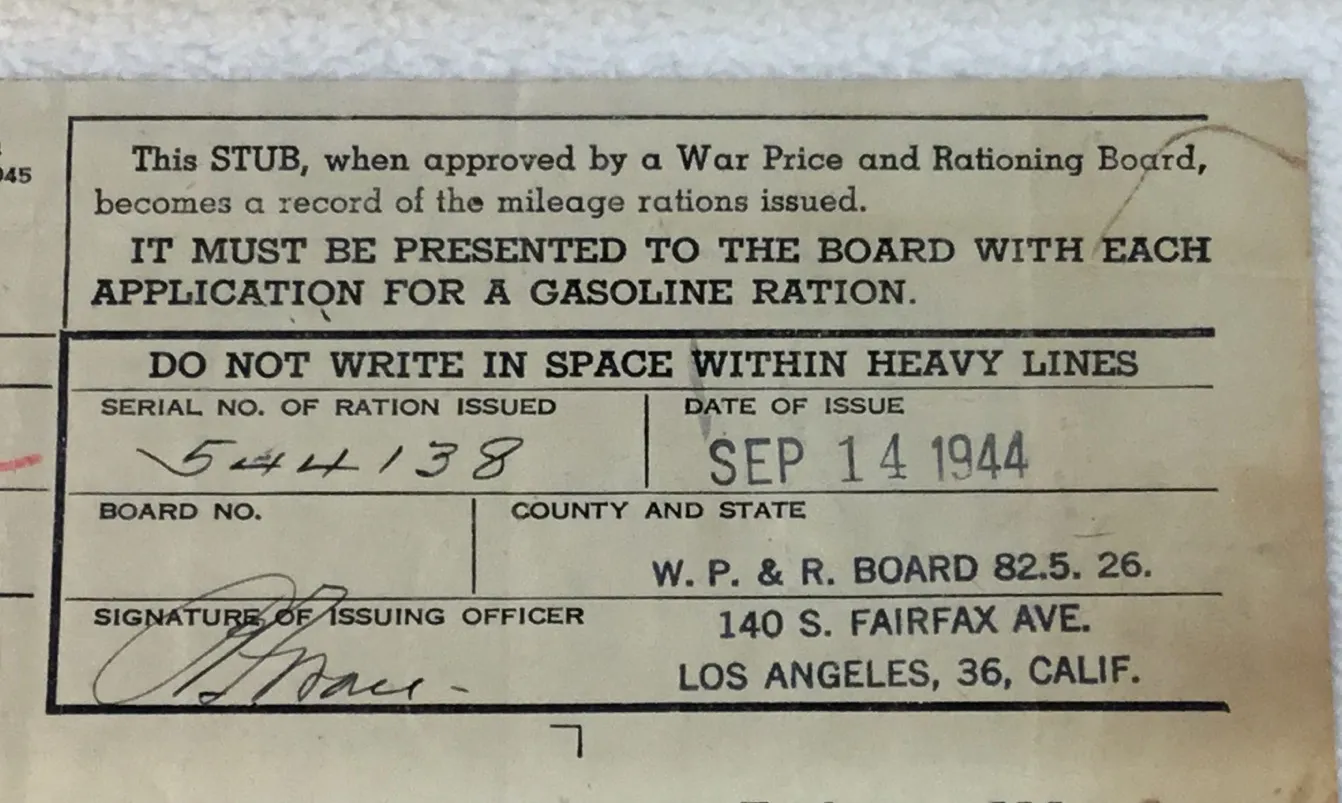 945
This STUB, when approved by a War Price and Rationing Board,
becomes a record of the mileage rations issued.
IT MUST BE PRESENTED TO THE BOARD WITH EACH
APPLICATION FOR A GASOLINE RATION.
DO NOT WRITE IN SPACE WITHIN HEAVY LINES
SERIAL NO. OF RATION ISSUED DATE OF ISSUE
544138 SEP 14 1944
BOARD NO. COUNTY AND STATE
W. P. & R. BOARD 82.5. 26.
SIGNATURE OF ISSUING OFFICER 140 S. FAIRFAX AVE.
LOS ANGELES, 36, CALIF.